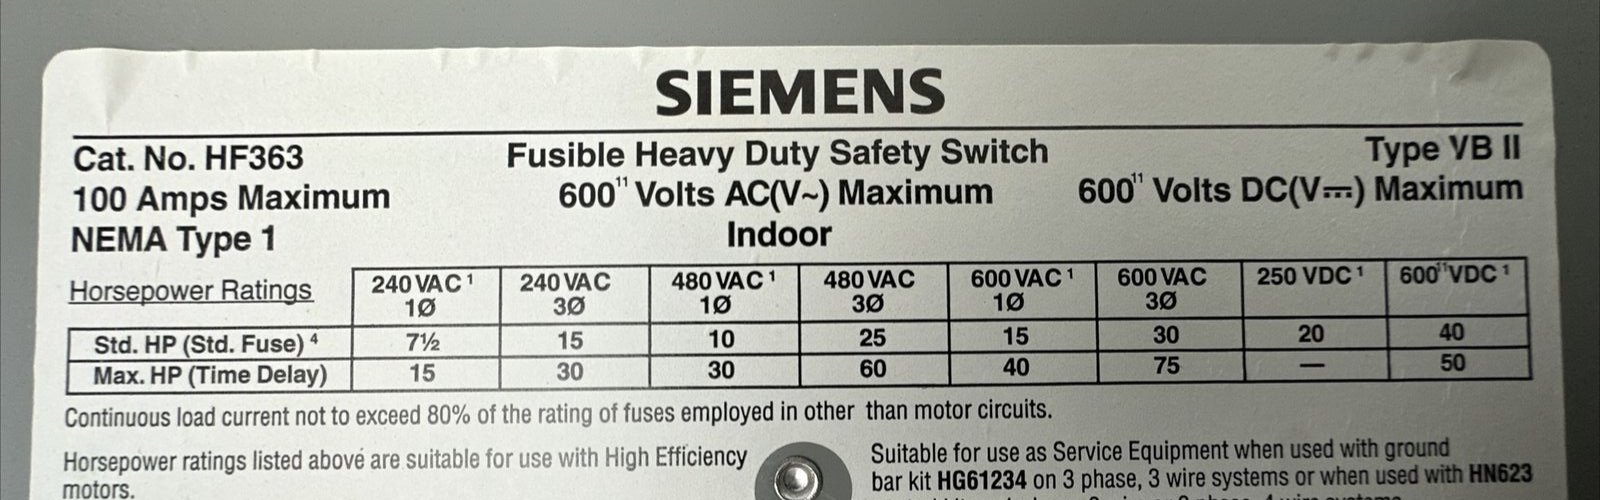 SIEMENS
Cat. No. HF363 Fusible Heavy Duty Safety Switch Type VB II
100 Amps Maximum 600¹¹ Volts AC(V~) Maximum 600¹¹ Volts DC(V⎓) Maximum
NEMA Type 1 Indoor
Horsepower Ratings 240 VAC ¹ 1Ø 240 VAC 3Ø 480 VAC ¹ 1Ø 480 VAC 3Ø 600 VAC ¹ 1Ø 600 VAC 3Ø 250 VDC ¹ 600¹¹VDC ¹
Std. HP (Std. Fuse) ⁴ 7½ 15 10 25 15 30 20 40
Max. HP (Time Delay) 15 30 30 60 40 75 — 50
Continuous load current not to exceed 80% of the rating of fuses employed in other than motor circuits.
Horsepower ratings listed above are suitable for use with High Efficiency
motors.
Suitable for use as Service Equipment when used with ground
bar kit HG61234 on 3 phase, 3 wire systems or when used with HN623